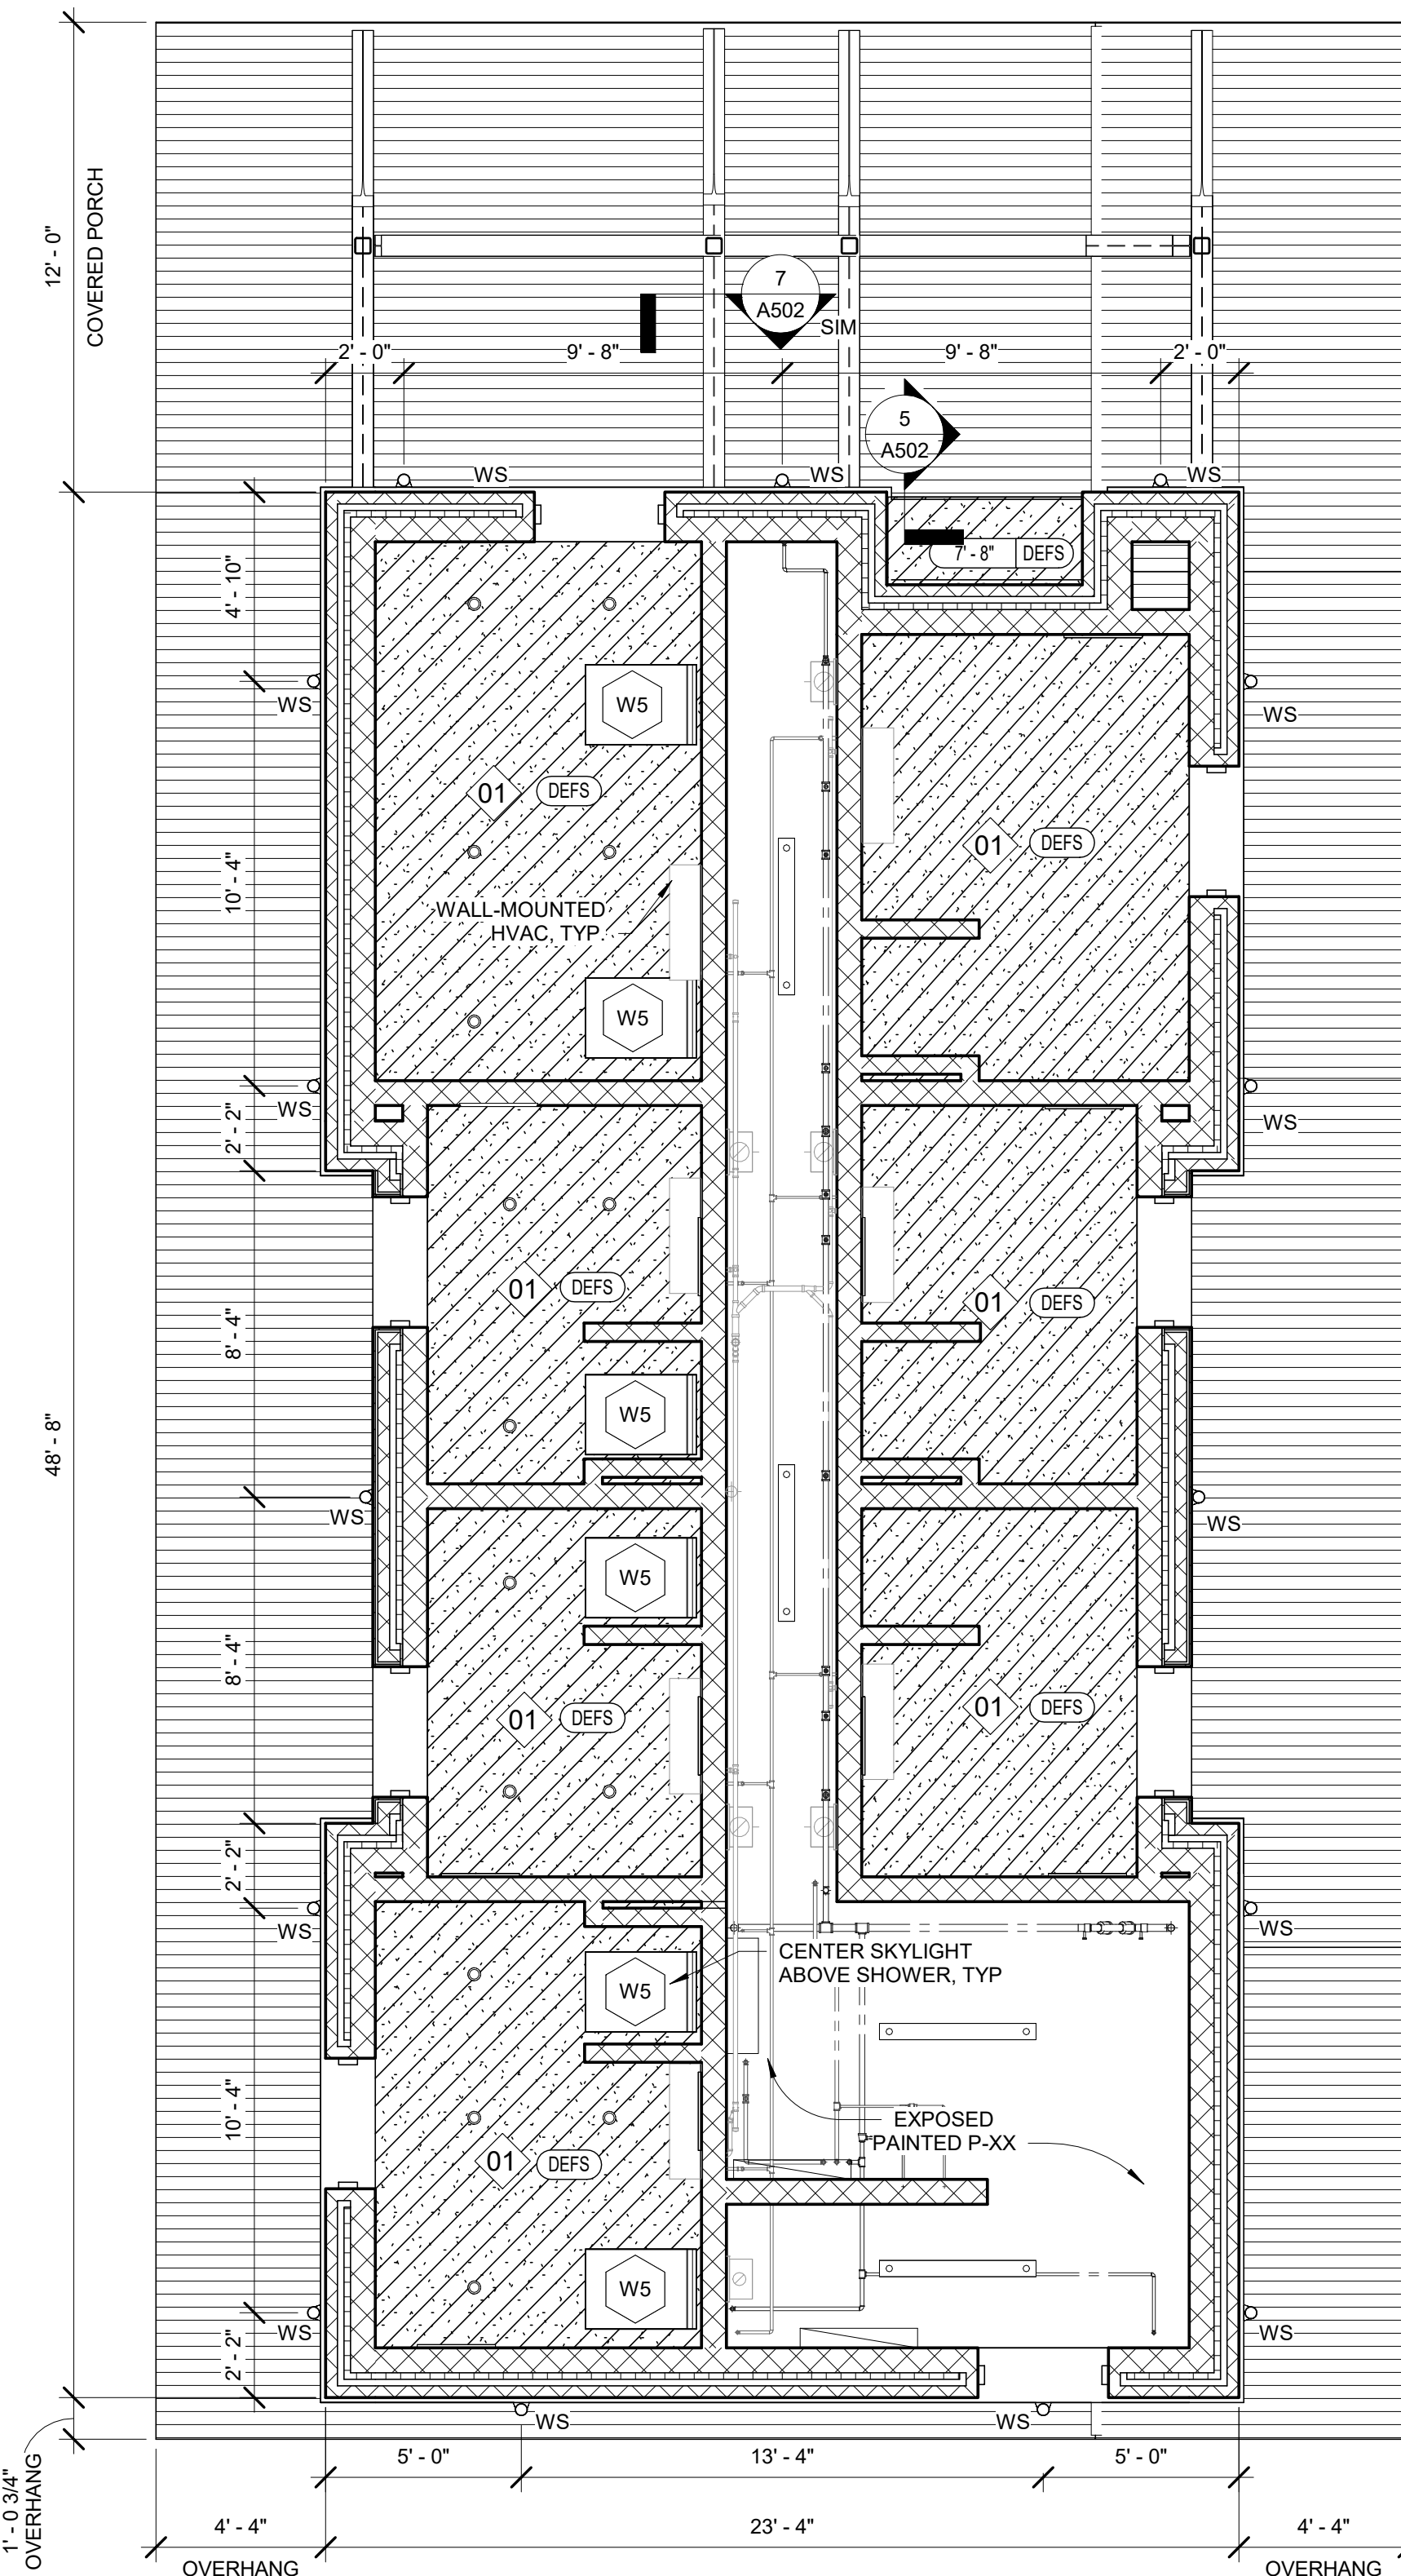 12' - 0"
COVERED PORCH
7
A502
SIM
2' - 0"
9' - 8"
9' - 8"
2' - 0"
5
A502
WS
WS
WS
7' - 8"
DEFS
4' - 10"
WS
WS
W5
01
DEFS
01
DEFS
10' - 4"
WALL-MOUNTED
HVAC, TYP.
W5
WS
WS
2' - 2"
01
DEFS
01
DEFS
8' - 4"
W5
48' - 8"
WS
WS
W5
8' - 4"
01
DEFS
01
DEFS
2' - 2"
WS
WS
CENTER SKYLIGHT
ABOVE SHOWER, TYP
W5
10' - 4"
EXPOSED
PAINTED P-XX
01
DEFS
W5
WS
WS
2' - 2"
WS
WS
1' - 0 3/4"
OVERHANG
5' - 0"
13' - 4"
5' - 0"
4' - 4"
23' - 4"
4' - 4"
OVERHANG
OVERHANG